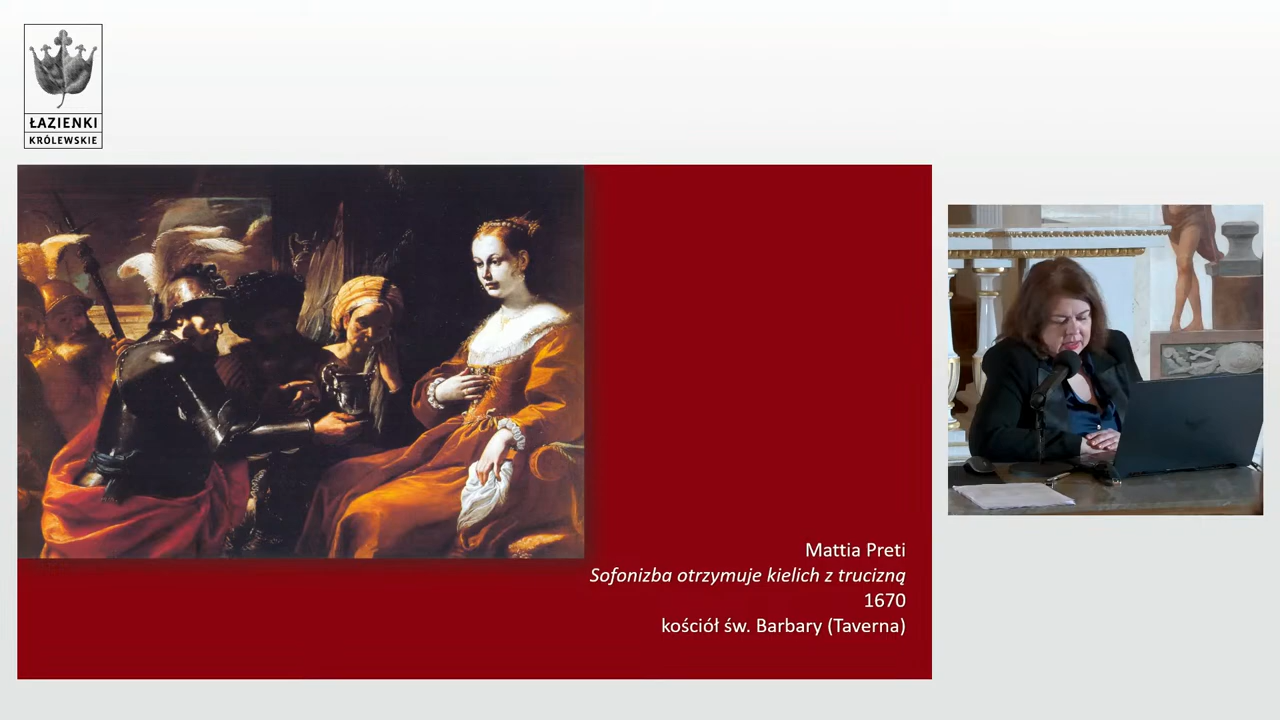 ŁAZIENKI
KRÓLEWSKIE
Mattia Preti
Sofonizba otrzymuje kielich z trucizną
1670
kościół św. Barbary (Taverna)